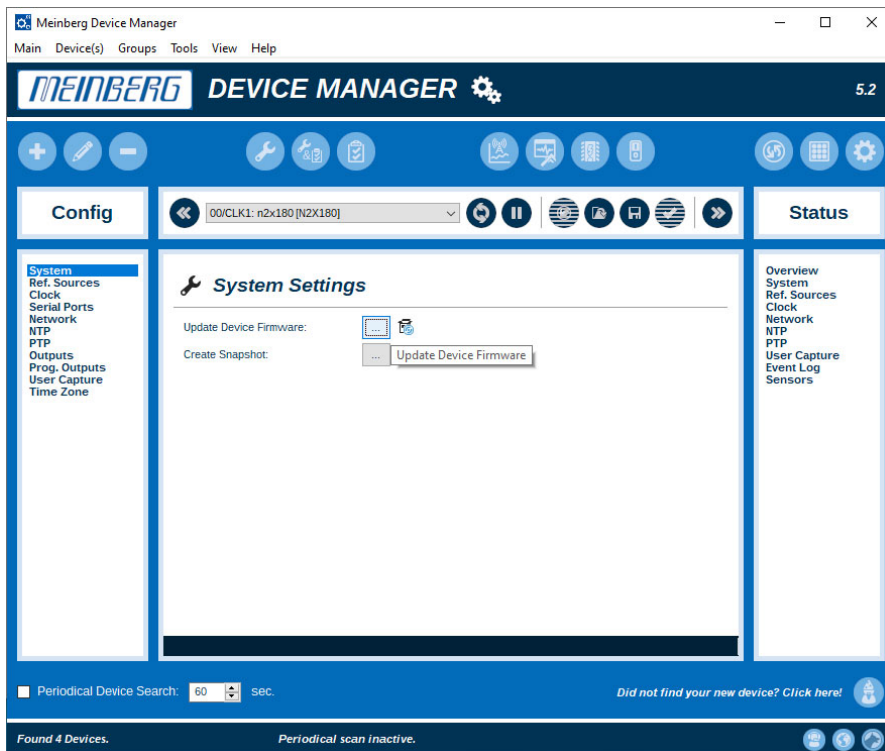 Meinberg Device Manager
Main Device(s) Groups Tools View Help
MEINBERG DEVICE MANAGER 5.2
Config
00/CLK1: n2x180 [N2X180]
Status
System
Ref. Sources
Clock
Serial Ports
Network
NTP
PTP
Outputs
Prog. Outputs
User Capture
Time Zone
System Settings
Update Device Firmware: ...
Create Snapshot: ... Update Device Firmware
Overview
System
Ref. Sources
Clock
Network
NTP
PTP
User Capture
Event Log
Sensors
Periodical Device Search: 60 sec.
Did not find your new device? Click here!
Found 4 Devices. Periodical scan inactive.